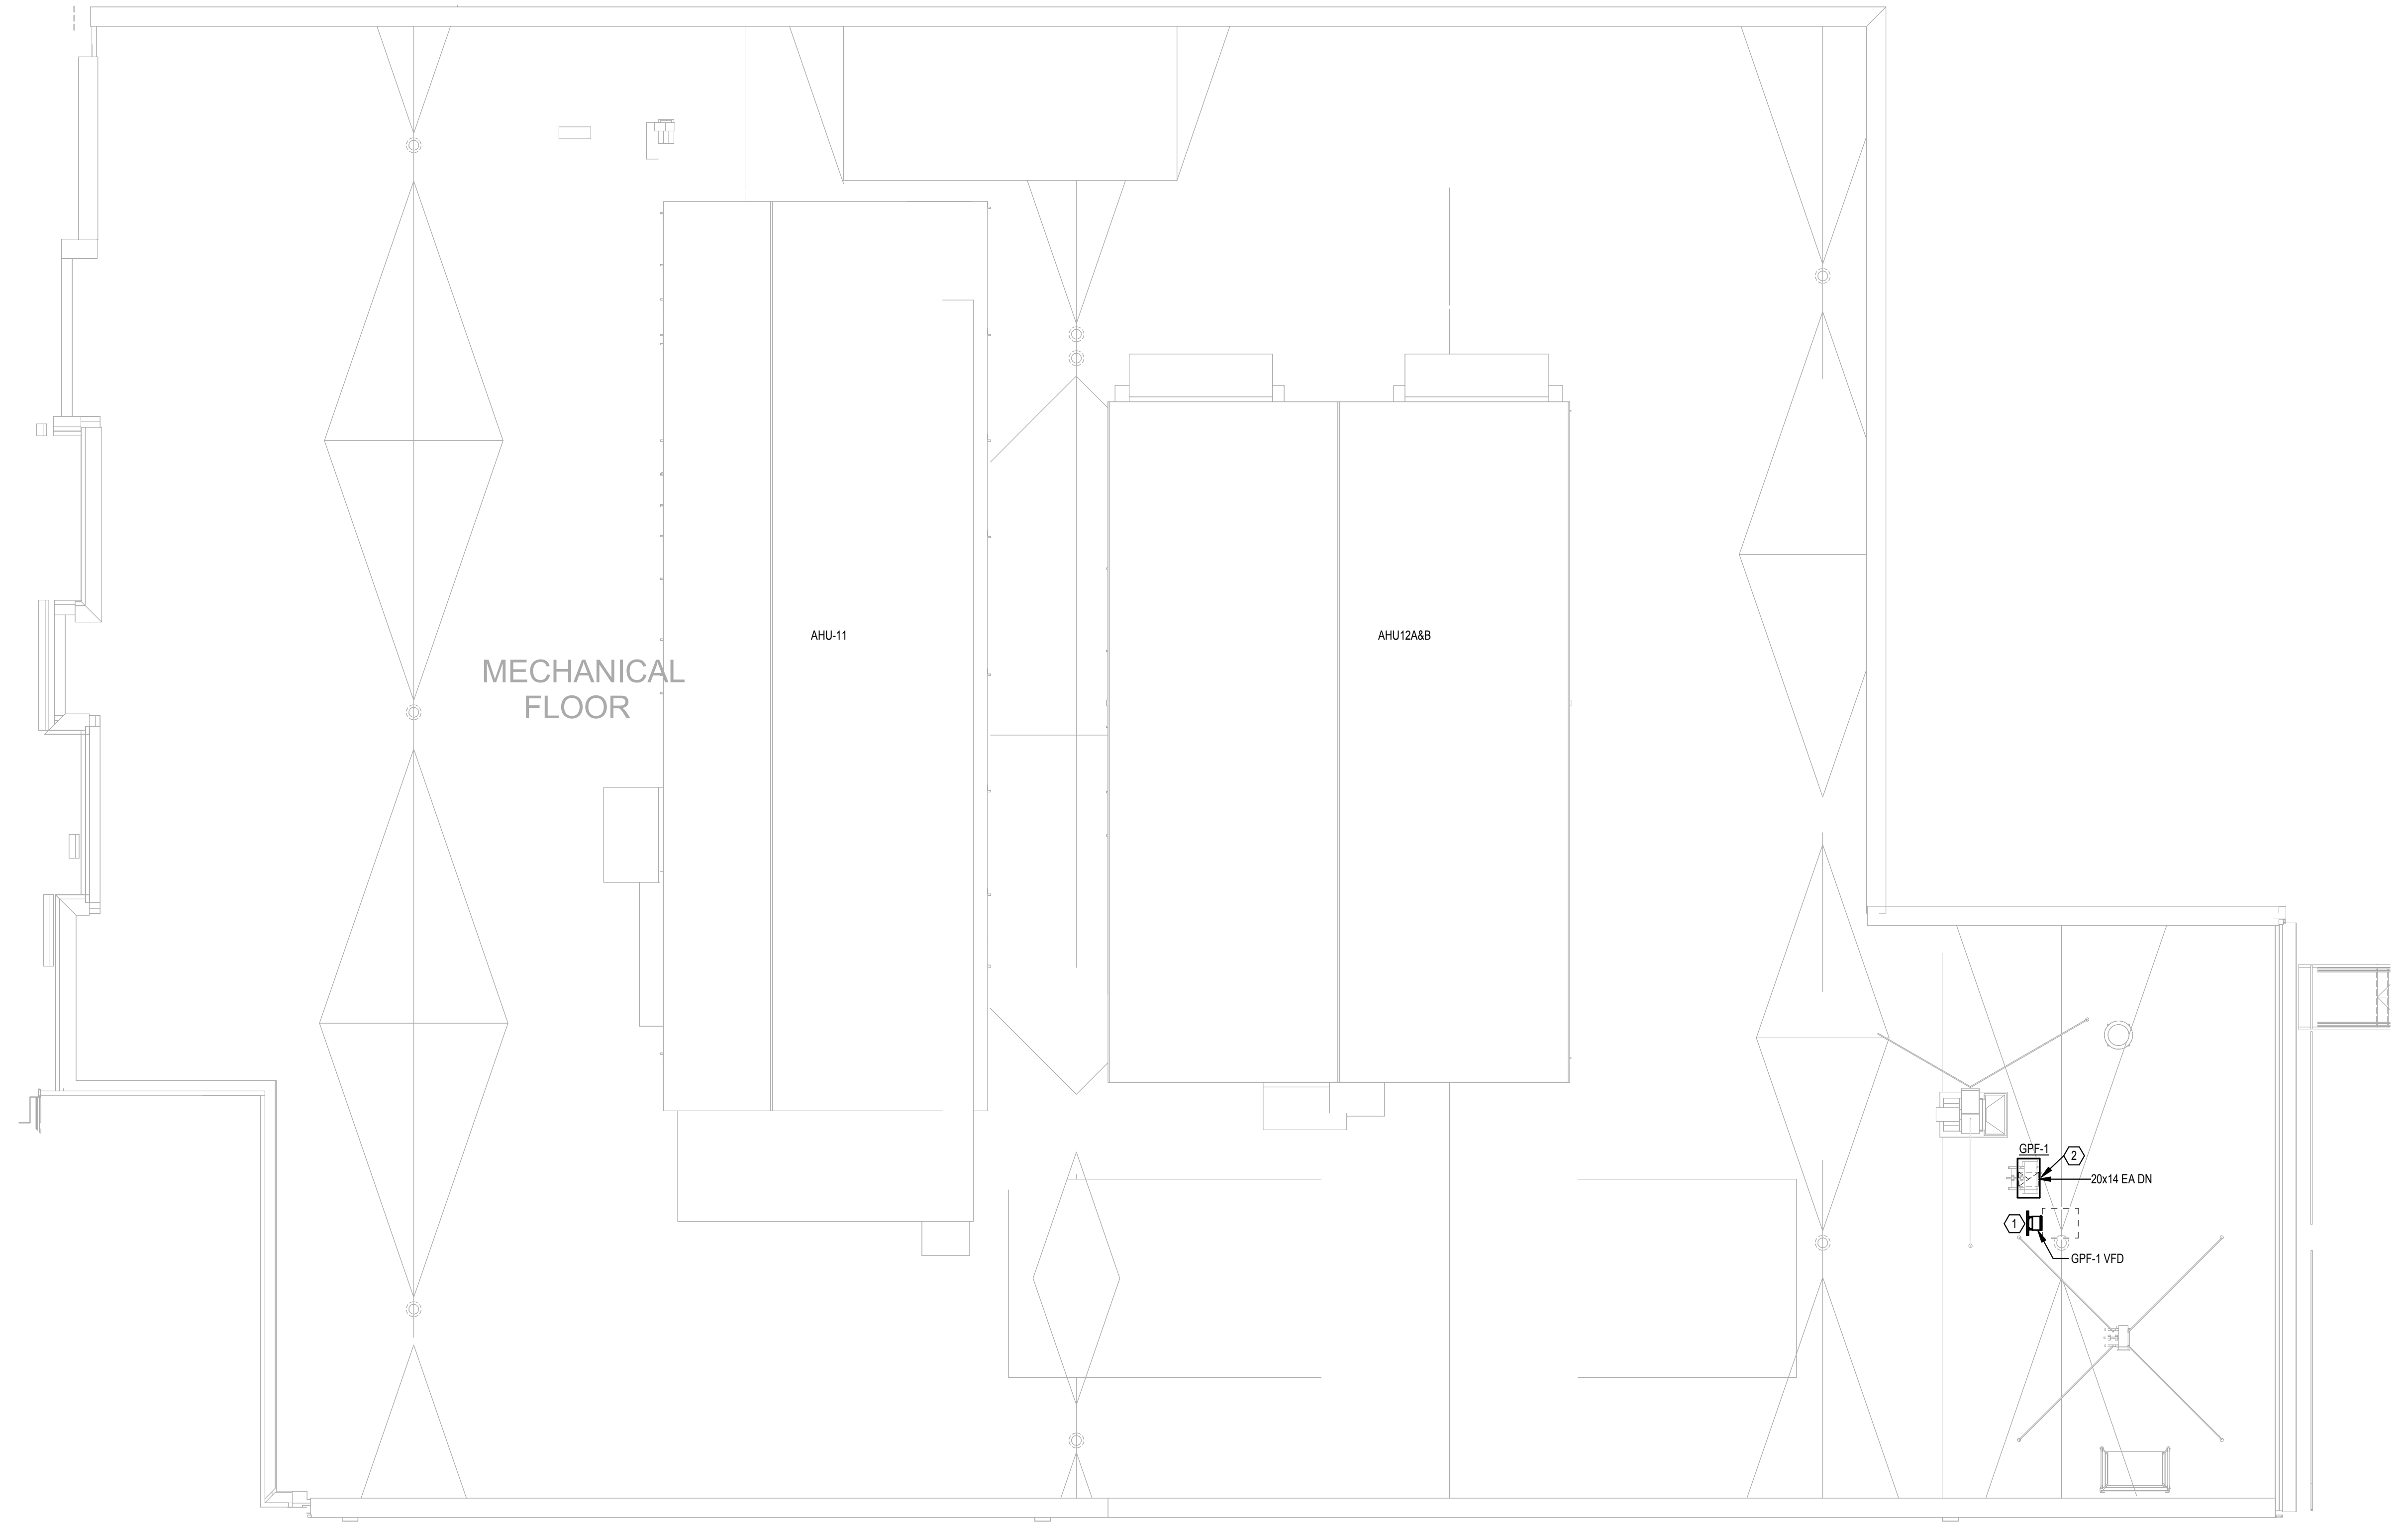 AHU-11
AHU12A&B
MECHANICAL
FLOOR
GPF-1
2
20x14 EA DN
1
GPF-1 VFD